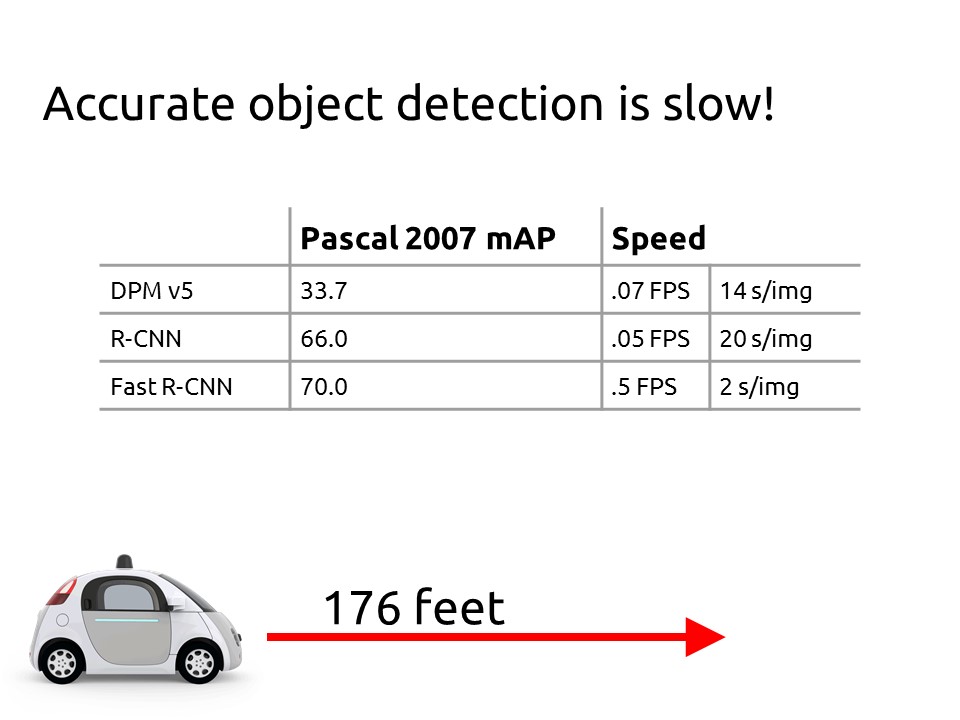 Accurate object detection is slow!
Pascal 2007 mAP Speed
DPM v5 33.7 .07 FPS 14 s/img
R-CNN 66.0 .05 FPS 20 s/img
Fast R-CNN 70.0 .5 FPS 2 s/img
176 feet